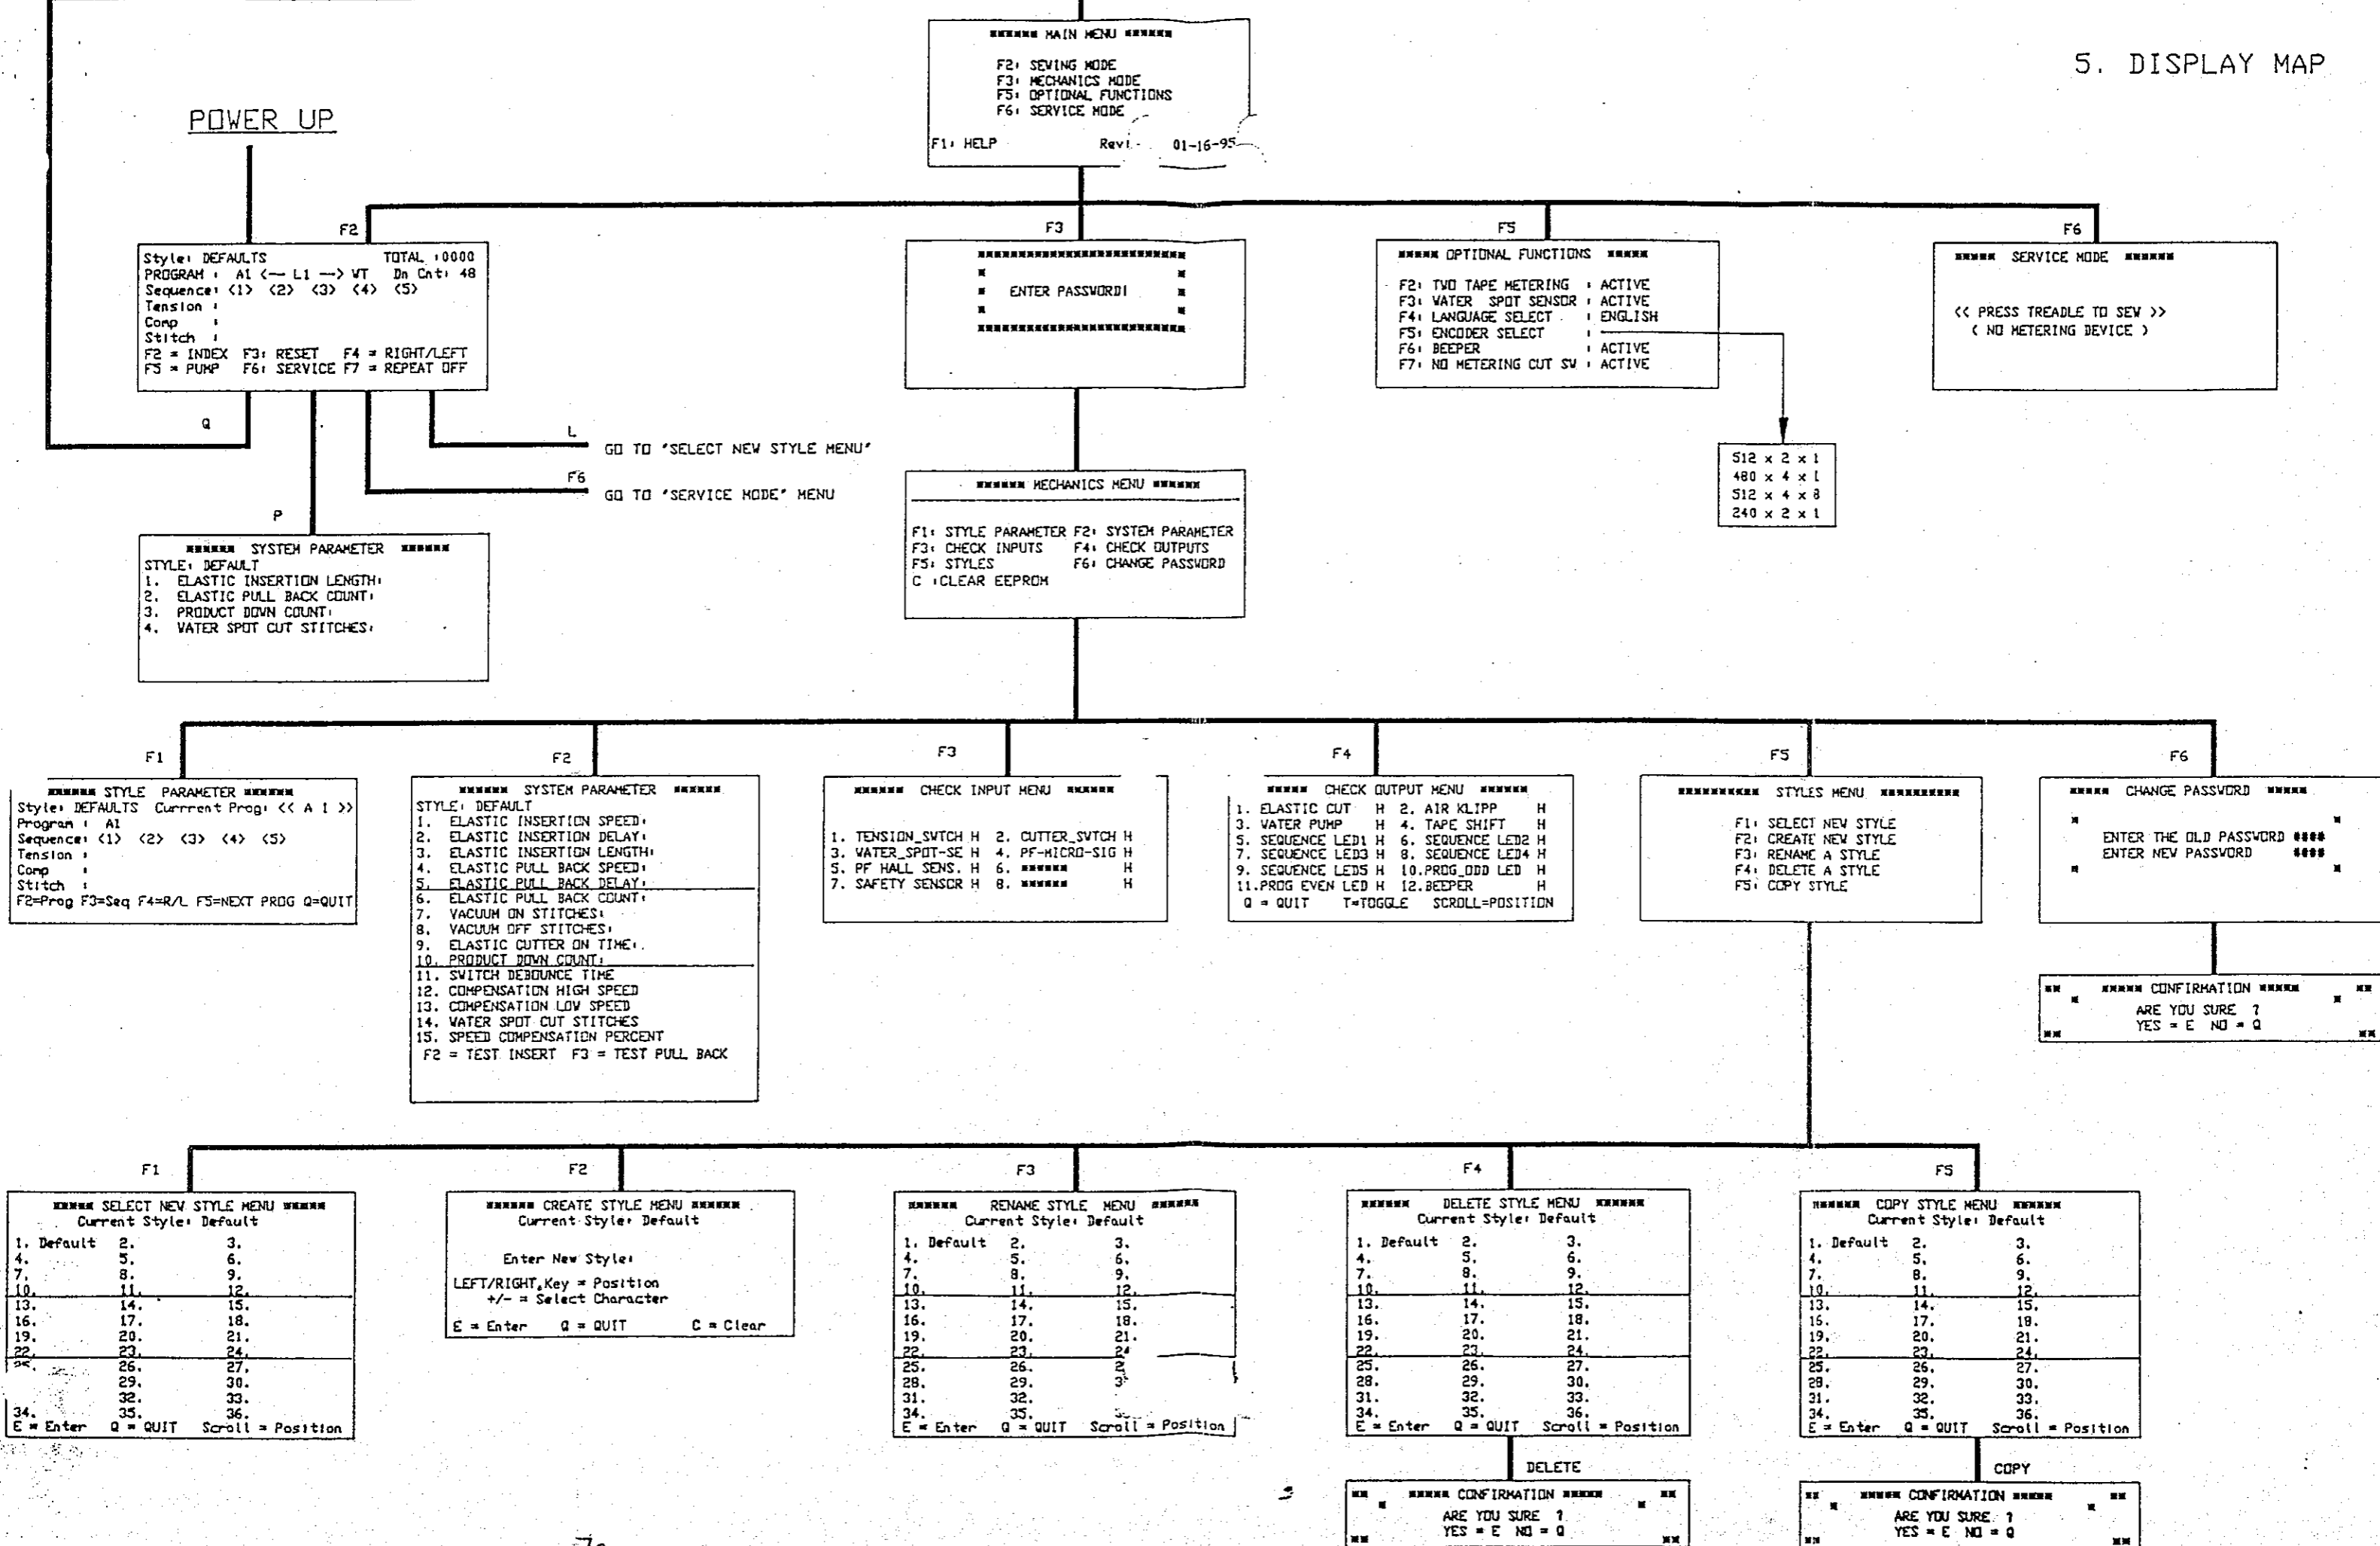 5. DISPLAY MAP
****** MAIN MENU ******
F2: SEWING MODE
F3: MECHANICS MODE
F5: OPTIONAL FUNCTIONS
F6: SERVICE MODE
F1: HELP Rev: 01-16-95
POWER UP
F2
Style: DEFAULTS TOTAL :0000
PROGRAM : A1 <-- L1 --> WT Dn Cnt: 48
Sequence: <1> <2> <3> <4> <5>
Tension :
Comp :
Stitch :
F2 = INDEX F3: RESET F4 = RIGHT/LEFT
F5 = PUMP F6: SERVICE F7 = REPEAT OFF
F3
**************************
* *
* ENTER PASSWORD! *
* *
**************************
F5
***** OPTIONAL FUNCTIONS *****
F2: TWO TAPE METERING : ACTIVE
F3: WATER SPOT SENSOR : ACTIVE
F4: LANGUAGE SELECT : ENGLISH
F5: ENCODER SELECT :
F6: BEEPER : ACTIVE
F7: NO METERING CUT SW : ACTIVE
F6
***** SERVICE MODE ******
<< PRESS TREADLE TO SEW >>
( NO METERING DEVICE )
Q
L
GO TO "SELECT NEW STYLE MENU"
F6
GO TO "SERVICE MODE" MENU
512 x 2 x 1
480 x 4 x 1
512 x 4 x 8
240 x 2 x 1
P
****** SYSTEM PARAMETER ******
STYLE: DEFAULT
1. ELASTIC INSERTION LENGTH:
2. ELASTIC PULL BACK COUNT:
3. PRODUCT DOWN COUNT:
4. WATER SPOT CUT STITCHES:
****** MECHANICS MENU ******
F1: STYLE PARAMETER F2: SYSTEM PARAMETER
F3: CHECK INPUTS F4: CHECK OUTPUTS
F5: STYLES F6: CHANGE PASSWORD
C :CLEAR EEPROM
F1
****** STYLE PARAMETER ******
Style: DEFAULTS Currrent Prog: << A 1 >>
Program : A1
Sequence: <1> <2> <3> <4> <5>
Tension :
Comp :
Stitch :
F2=Prog F3=Seq F4=R/L F5=NEXT PROG Q=QUIT
F2
****** SYSTEM PARAMETER ******
STYLE: DEFAULT
1. ELASTIC INSERTION SPEED:
2. ELASTIC INSERTION DELAY:
3. ELASTIC INSERTION LENGTH:
4. ELASTIC PULL BACK SPEED:
5. ELASTIC PULL BACK DELAY:
6. ELASTIC PULL BACK COUNT:
7. VACUUM ON STITCHES:
8. VACUUM OFF STITCHES:
9. ELASTIC CUTTER ON TIME:
10. PRODUCT DOWN COUNT:
11. SWITCH DEBOUNCE TIME
12. COMPENSATION HIGH SPEED
13. COMPENSATION LOW SPEED
14. WATER SPOT CUT STITCHES
15. SPEED COMPENSATION PERCENT
F2 = TEST INSERT F3 = TEST PULL BACK
F3
****** CHECK INPUT MENU ******
1. TENSION_SWTCH H 2. CUTTER_SWTCH H
3. WATER_SPOT-SE H 4. PF-MICRO-SIG H
5. PF HALL SENS. H 6. ****** H
7. SAFETY SENSOR H 8. ****** H
F4
****** CHECK OUTPUT MENU ******
1. ELASTIC CUT H 2. AIR KLIPP H
3. WATER PUMP H 4. TAPE SHIFT H
5. SEQUENCE LED1 H 6. SEQUENCE LED2 H
7. SEQUENCE LED3 H 8. SEQUENCE LED4 H
9. SEQUENCE LED5 H 10.PROG_ODD LED H
11.PROG EVEN LED H 12.BEEPER H
Q = QUIT T=TOGGLE SCROLL=POSITION
F5
********** STYLES MENU **********
F1: SELECT NEW STYLE
F2: CREATE NEW STYLE
F3: RENAME A STYLE
F4: DELETE A STYLE
F5: COPY STYLE
F6
***** CHANGE PASSWORD *****
* *
ENTER THE OLD PASSWORD ####
ENTER NEW PASSWORD ####
* *
** ***** CONFIRMATION ***** **
* ARE YOU SURE ? *
** YES = E NO = Q **
F1
***** SELECT NEW STYLE MENU *****
Current Style: Default
1. Default 2. 3.
4. 5. 6.
7. 8. 9.
10. 11. 12.
13. 14. 15.
16. 17. 18.
19. 20. 21.
22. 23. 24.
25. 26. 27.
29. 30.
32. 33.
34. 35. 36.
E = Enter Q = QUIT Scroll = Position
F2
****** CREATE STYLE MENU ******
Current Style: Default
Enter New Style:
LEFT/RIGHT Key = Position
+/- = Select Character
E = Enter Q = QUIT C = Clear
F3
****** RENAME STYLE MENU ******
Current Style: Default
1. Default 2. 3.
4. 5. 6.
7. 8. 9.
10. 11. 12.
13. 14. 15.
16. 17. 18.
19. 20. 21.
22. 23. 24
25. 26. 2
28. 29. 3
31. 32.
34. 35.
E = Enter Q = QUIT Scroll = Position
F4
****** DELETE STYLE MENU ******
Current Style: Default
1. Default 2. 3.
4. 5. 6.
7. 8. 9.
10. 11. 12.
13. 14. 15.
16. 17. 18.
19. 20. 21.
22. 23. 24.
25. 26. 27.
28. 29. 30.
31. 32. 33.
34. 35. 36.
E = Enter Q = QUIT Scroll = Position
DELETE
** ***** CONFIRMATION ***** **
* ARE YOU SURE ? *
** YES = E NO = Q **
F5
****** COPY STYLE MENU ******
Current Style: Default
1. Default 2. 3.
4. 5. 6.
7. 8. 9.
10. 11. 12.
13. 14. 15.
16. 17. 18.
19. 20. 21.
22. 23. 24.
25. 26. 27.
28. 29. 30.
31. 32. 33.
34. 35. 36.
E = Enter Q = QUIT Scroll = Position
COPY
** ***** CONFIRMATION ***** **
* ARE YOU SURE ? *
** YES = E NO = Q **